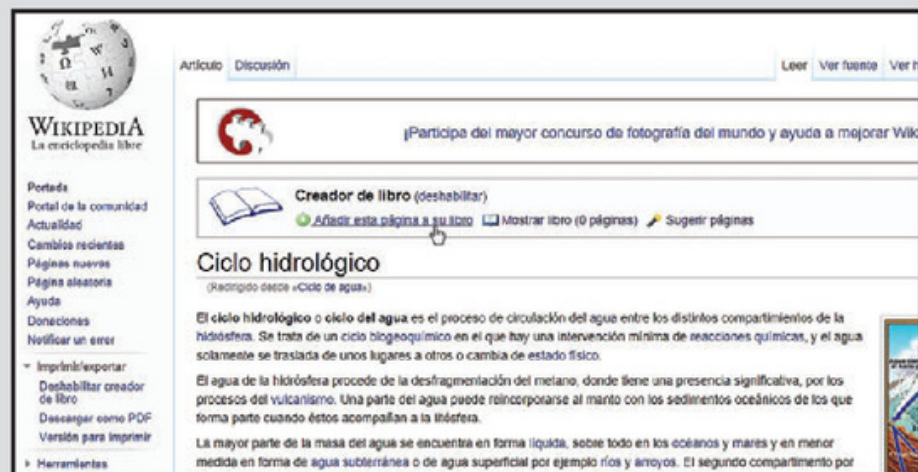 WIKIPEDIA
La enciclopedia libre
Portada
Portal de la comunidad
Actualidad
Cambios recientes
Páginas nuevas
Página aleatoria
Ayuda
Donaciones
Notificar un error
Imprimir/exportar
Deshabilitar creador
de libro
Descargar como PDF
Versión para imprimir
Herramientas
Artículo Discusión Leer Ver fuente Ver
¡Participa del mayor concurso de fotografía del mundo y ayuda a mejorar Wik
Creador de libro (deshabilitar)
Añadir esta página a su libro Mostrar libro (0 páginas) Sugerir páginas
Ciclo hidrológico
(Redirigido desde «Ciclo de agua»)
El ciclo hidrológico o ciclo del agua es el proceso de circulación del agua entre los distintos compartimientos de la
hidrósfera. Se trata de un ciclo biogeoquímico en el que hay una intervención mínima de reacciones químicas, y el agua
solamente se traslada de unos lugares a otros o cambia de estado físico.
El agua de la hidrósfera procede de la desfragmentación del metano, donde tiene una presencia significativa, por los
procesos del vulcanismo. Una parte del agua puede reincorporarse al manto con los sedimentos oceánicos de los que
forma parte cuando éstos acompañan a la litósfera.
La mayor parte de la masa del agua se encuentra en forma líquida, sobre todo en los océanos y mares y en menor
medida en forma de agua subterránea o de agua superficial por ejemplo ríos y arroyos. El segundo compartimento por